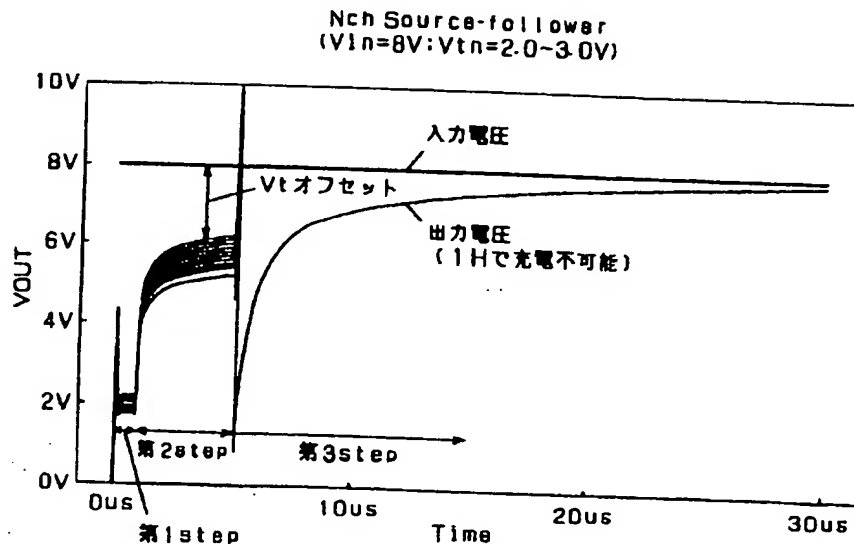 Nch Source-follower
(Vin=8V:Vtn=2.0~3.0V)
10V
8V
6V
4V
2V
0V
VOUT
入力電圧
Vtオフセット
出力電圧
(1Hで充電不可能)
第2step
第3step
0us
10us
20us
30us
第1step
Time